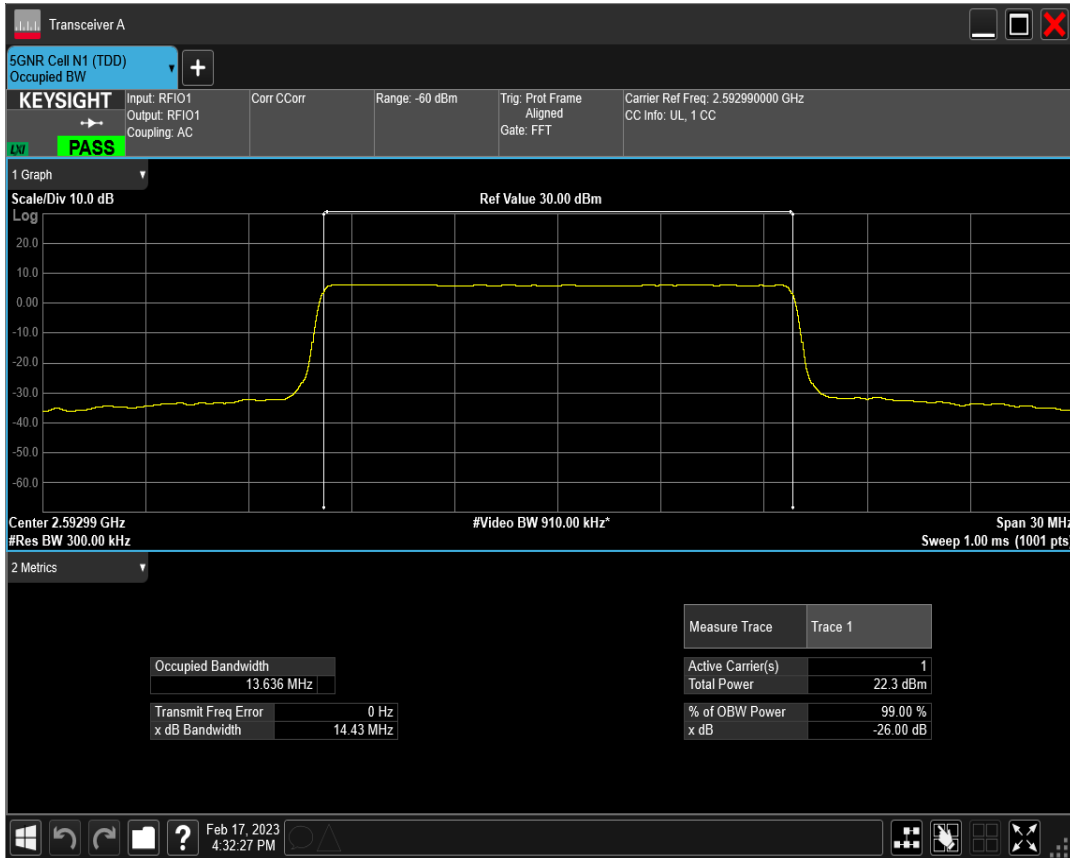 Transceiver A
5GNR Cell N1 (TDD)
Occupied BW
+
KEYSIGHT
LXI
PASS
Input: RFIO1
Output: RFIO1
Coupling: AC
Corr CCorr
Range: -60 dBm
Trig: Prot Frame
Aligned
Gate: FFT
Carrier Ref Freq: 2.592990000 GHz
CC Info: UL, 1 CC
1 Graph
Scale/Div 10.0 dB
Ref Value 30.00 dBm
Log
20.0
10.0
0.00
-10.0
-20.0
-30.0
-40.0
-50.0
-60.0
Center 2.59299 GHz
#Video BW 910.00 kHz*
Span 30 MHz
#Res BW 300.00 kHz
Sweep 1.00 ms (1001 pts)
2 Metrics
Measure Trace Trace 1
Occupied Bandwidth
13.636 MHz
Active Carrier(s) 1
Total Power 22.3 dBm
Transmit Freq Error 0 Hz
x dB Bandwidth 14.43 MHz
% of OBW Power 99.00 %
x dB -26.00 dB
?
Feb 17, 2023
4:32:27 PM